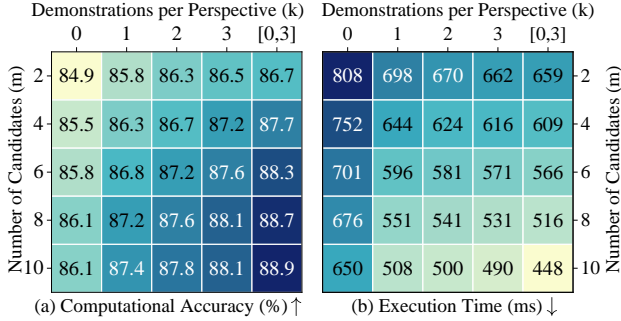 Demonstrations per Perspective (k)
0 1 2 3 [0,3]
Number of Candidates (m)
2 84.9 85.8 86.3 86.5 86.7
4 85.5 86.3 86.7 87.2 87.7
6 85.8 86.8 87.2 87.6 88.3
8 86.1 87.2 87.6 88.1 88.7
10 86.1 87.4 87.8 88.1 88.9
(a) Computational Accuracy (%) ↑
Demonstrations per Perspective (k)
0 1 2 3 [0,3]
808 698 670 662 659 2
752 644 624 616 609 4
701 596 581 571 566 6
676 551 541 531 516 8
650 508 500 490 448 10
Number of Candidates (m)
(b) Execution Time (ms) ↓